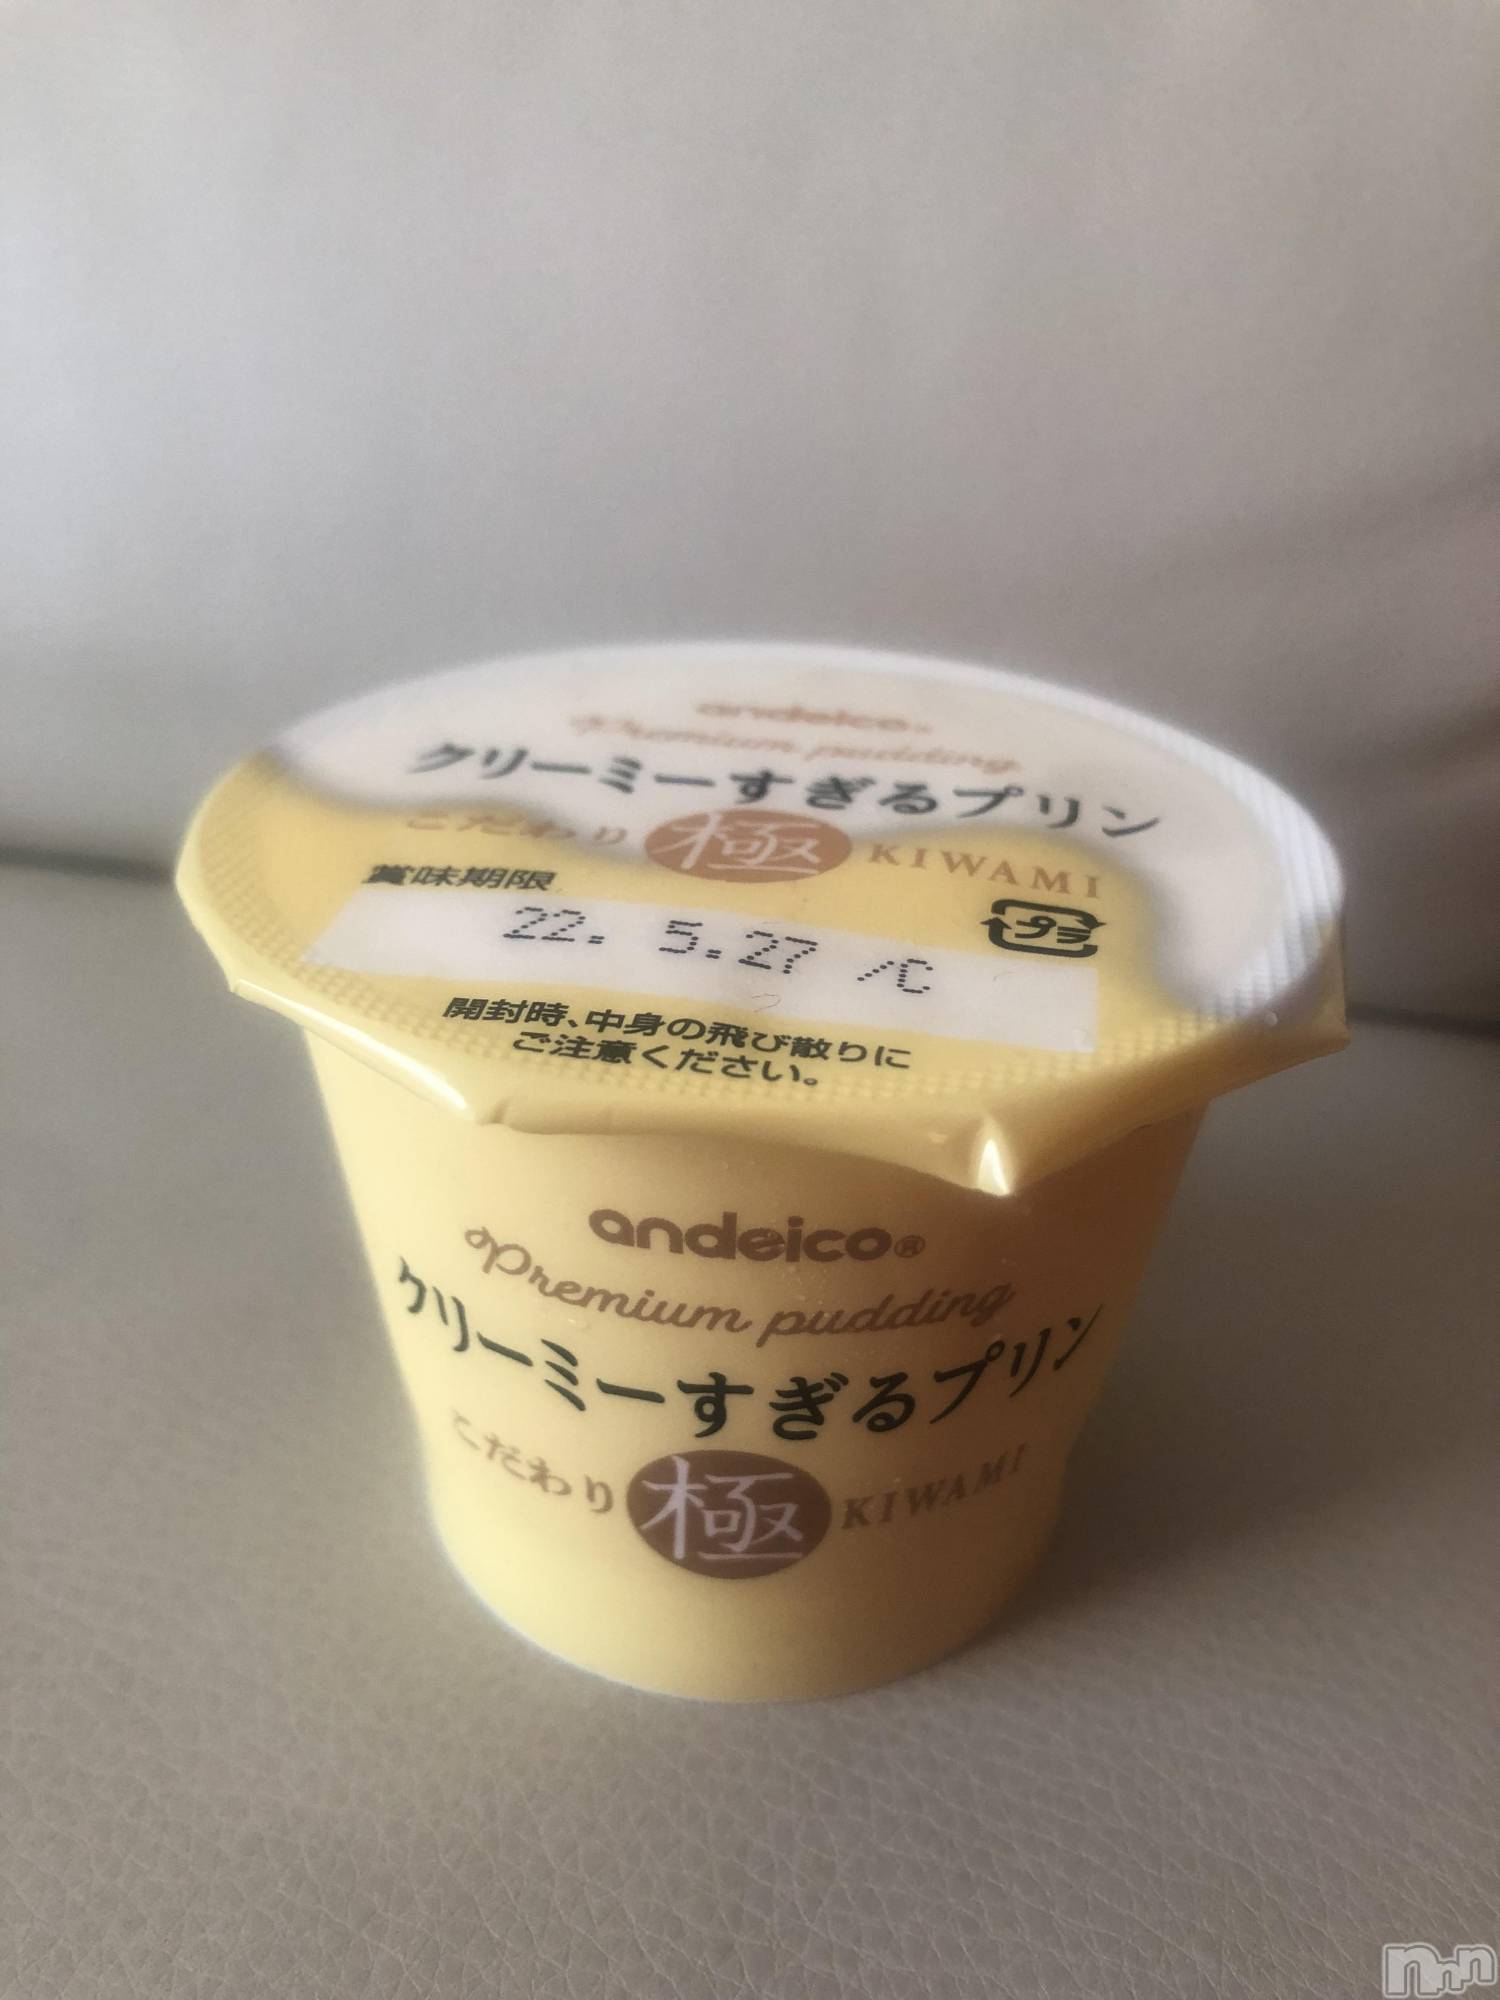 andeico®
Premium pudding
クリーミーすぎるプリン
こだわり 極 KIWAMI
賞味期限
プラ
22. 5.27 /C
開封時、中身の飛び散りに
ご注意ください。
andeico®
Premium pudding
クリーミーすぎるプリン
こだわり 極 KIWAMI
nnn